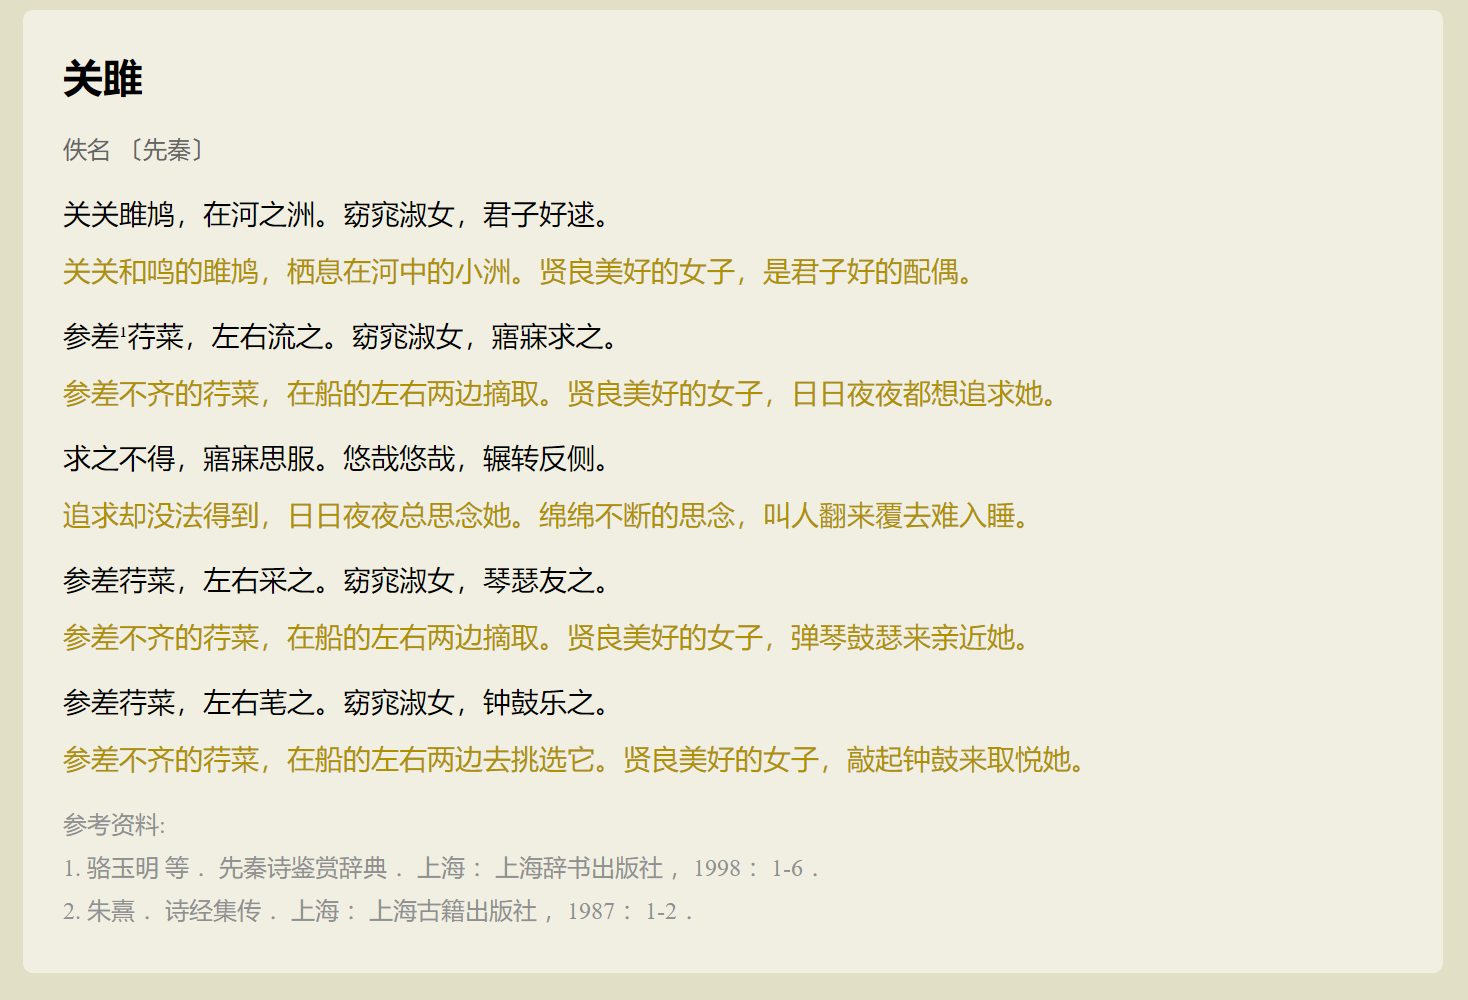 关雎
佚名 〔先秦〕
关关雎鸠，在河之洲。窈窕淑女，君子好逑。
关关和鸣的雎鸠，栖息在河中的小洲。贤良美好的女子，是君子好的配偶。
参差¹荇菜，左右流之。窈窕淑女，寤寐求之。
参差不齐的荇菜，在船的左右两边摘取。贤良美好的女子，日日夜夜都想追求她。
求之不得，寤寐思服。悠哉悠哉，辗转反侧。
追求却没法得到，日日夜夜总思念她。绵绵不断的思念，叫人翻来覆去难入睡。
参差荇菜，左右采之。窈窕淑女，琴瑟友之。
参差不齐的荇菜，在船的左右两边摘取。贤良美好的女子，弹琴鼓瑟来亲近她。
参差荇菜，左右芼之。窈窕淑女，钟鼓乐之。
参差不齐的荇菜，在船的左右两边去挑选它。贤良美好的女子，敲起钟鼓来取悦她。
参考资料:
1. 骆玉明 等 ．先秦诗鉴赏辞典 ．上海 ：上海辞书出版社 ，1998 ：1-6 ．
2. 朱熹 ．诗经集传 ．上海 ：上海古籍出版社 ，1987 ：1-2 ．